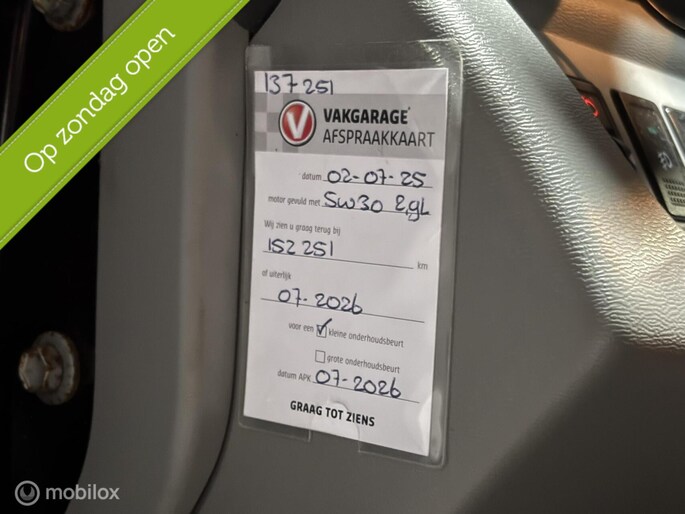 Op zondag open
137 251
VAKGARAGE
AFSPRAAKKAART
datum 02-07-25
motor gevuld met 5W30 2,9L
Wij zien u graag terug bij
152 251 km
of uiterlijk
07-2026
voor een kleine onderhoudsbeurt
grote onderhoudsbeurt
datum APK 07-2026
GRAAG TOT ZIENS
mobilox